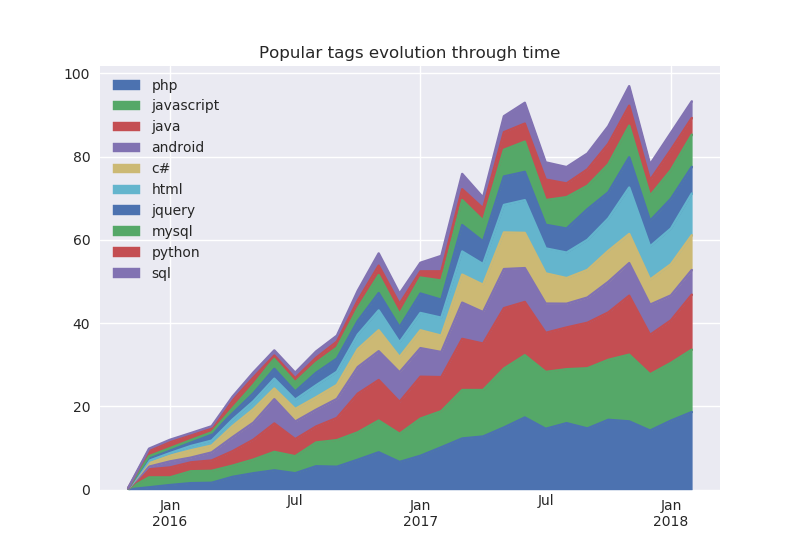 Popular tags evolution through time
100
80
60
40
20
0
php
javascript
java
android
c#
html
jquery
mysql
python
sql
Jan
2016
Jul
Jan
2017
Jul
Jan
2018